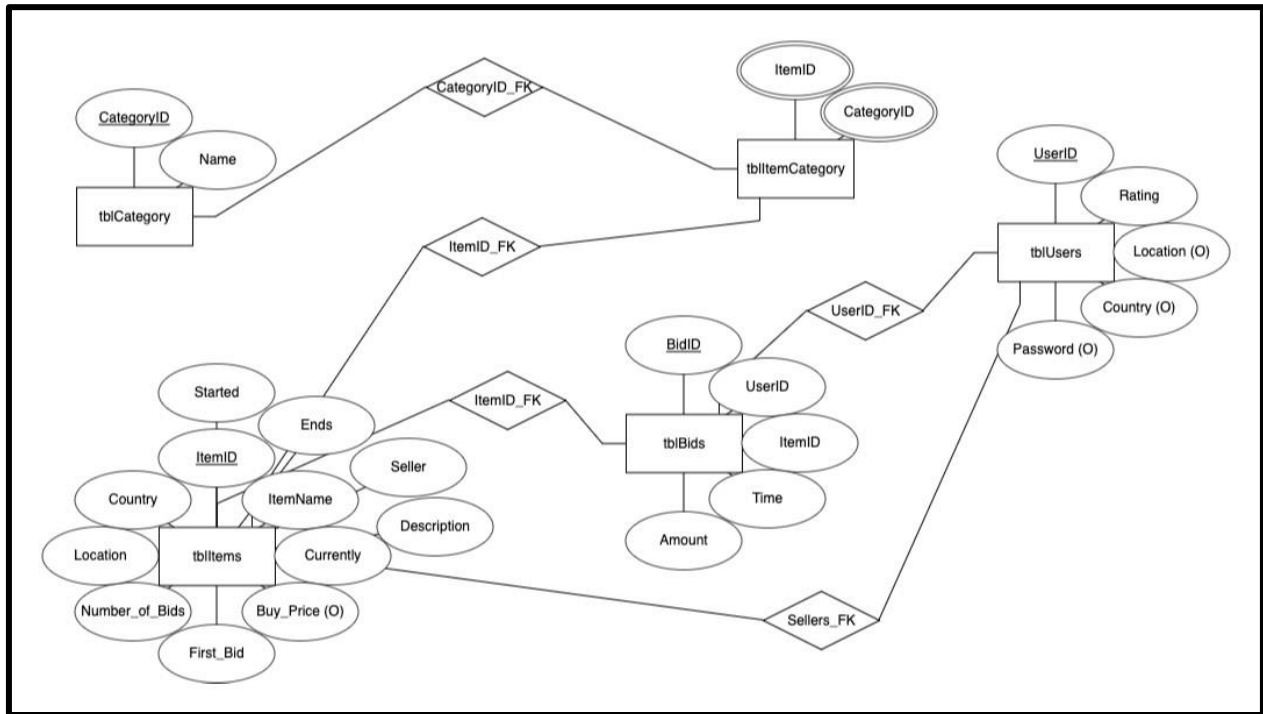 ItemID
CategoryID_FK
CategoryID
CategoryID
Name
tblItemCategory
UserID
Rating
tblCategory
ItemID_FK
tblUsers
Location (O)
Country (O)
UserID_FK
Password (O)
BidID
UserID
Started
ItemID_FK
Ends
tblBids
ItemID
ItemID
Seller
Country
ItemName
Time
Description
Amount
Location
tblItems
Currently
Number_of_Bids
Buy_Price (O)
Sellers_FK
First_Bid